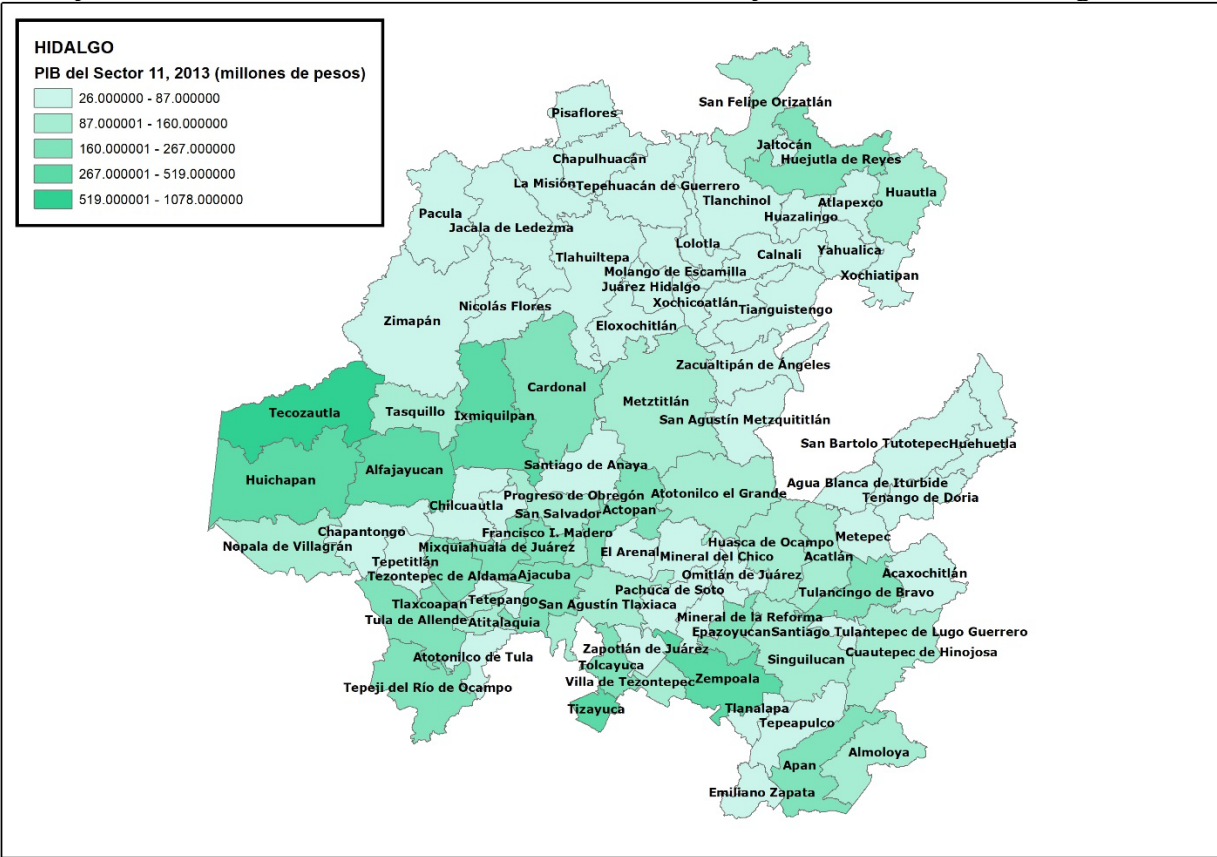 HIDALGO
PIB del Sector 11, 2013 (millones de pesos)
26.000000 - 87.000000
87.000001 - 160.000000
160.000001 - 267.000000
267.000001 - 519.000000
519.000001 - 1078.000000
San Felipe Orizatlán
Pisaflores
Jaltocán
Chapulhuacán
Huejutla de Reyes
La Misión
Tepehuacán de Guerrero
Huautla
Tlanchinol
Atlapexco
Pacula
Huazalingo
Jacala de Ledezma
Lolotla
Yahualica
Calnali
Tlahuiltepa
Molango de Escamilla
Xochiatipan
Juárez Hidalgo
Nicolás Flores
Xochicoatlán
Tianguistengo
Zimapán
Eloxochitlán
Zacualtipán de Ángeles
Cardonal
Metztitlán
Tecozautla
Tasquillo
Ixmiquilpan
San Agustín Metzquititlán
San Bartolo Tutotepec
Huehuetla
Santiago de Anaya
Alfajayucan
Huichapan
Agua Blanca de Iturbide
Progreso de Obregón
Atotonilco el Grande
Tenango de Doria
Chilcuautla
San Salvador
Actopan
Chapantongo
Francisco I. Madero
Metepec
Huasca de Ocampo
Nopala de Villagrán
Mixquiahuala de Juárez
El Arenal
Mineral del Chico
Acatlán
Tepetitlán
Tezontepec de Aldama
Ajacuba
Omitlán de Juárez
Acaxochitlán
Pachuca de Soto
Tulancingo de Bravo
Tlaxcoapan
Tetepango
San Agustín Tlaxiaca
Tula de Allende
Atitalaquia
Mineral de la Reforma
Epazoyucan
Santiago Tulantepec de Lugo Guerrero
Zapotlán de Juárez
Cuautepec de Hinojosa
Atotonilco de Tula
Singuilucan
Tolcayuca
Zempoala
Villa de Tezontepec
Tepeji del Río de Ocampo
Tizayuca
Tlanalapa
Tepeapulco
Almoloya
Apan
Emiliano Zapata